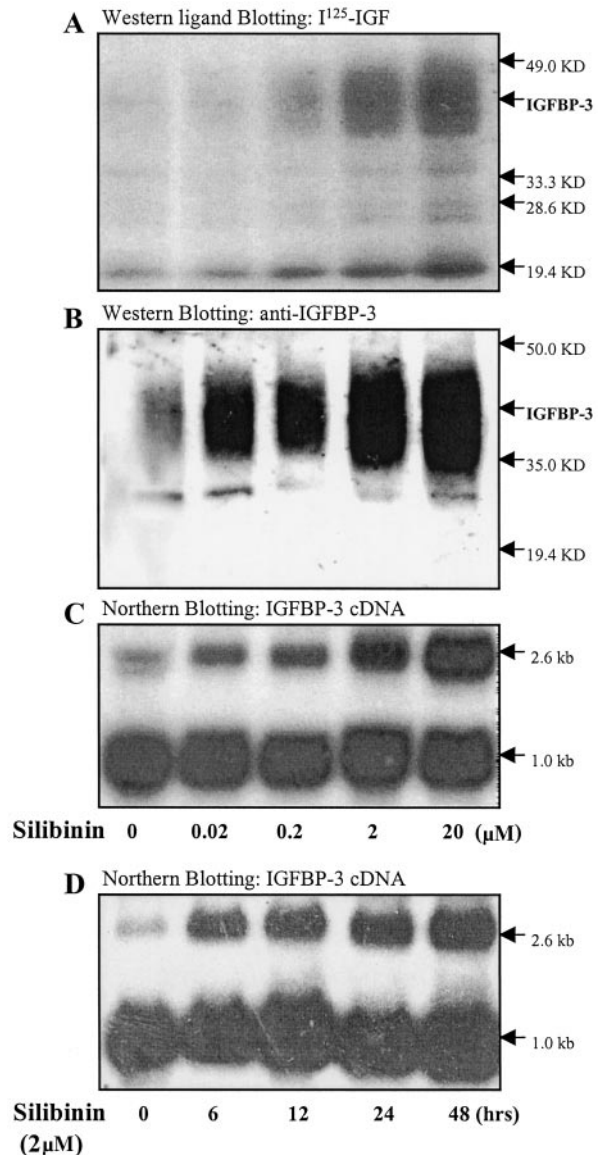 A Western ligand Blotting: I¹²⁵-IGF
49.0 KD
IGFBP-3
33.3 KD
28.6 KD
19.4 KD
B Western Blotting: anti-IGFBP-3
50.0 KD
IGFBP-3
35.0 KD
19.4 KD
C Northern Blotting: IGFBP-3 cDNA
2.6 kb
1.0 kb
Silibinin 0 0.02 0.2 2 20 (µM)
D Northern Blotting: IGFBP-3 cDNA
2.6 kb
1.0 kb
Silibinin 0 6 12 24 48 (hrs)
(2µM)